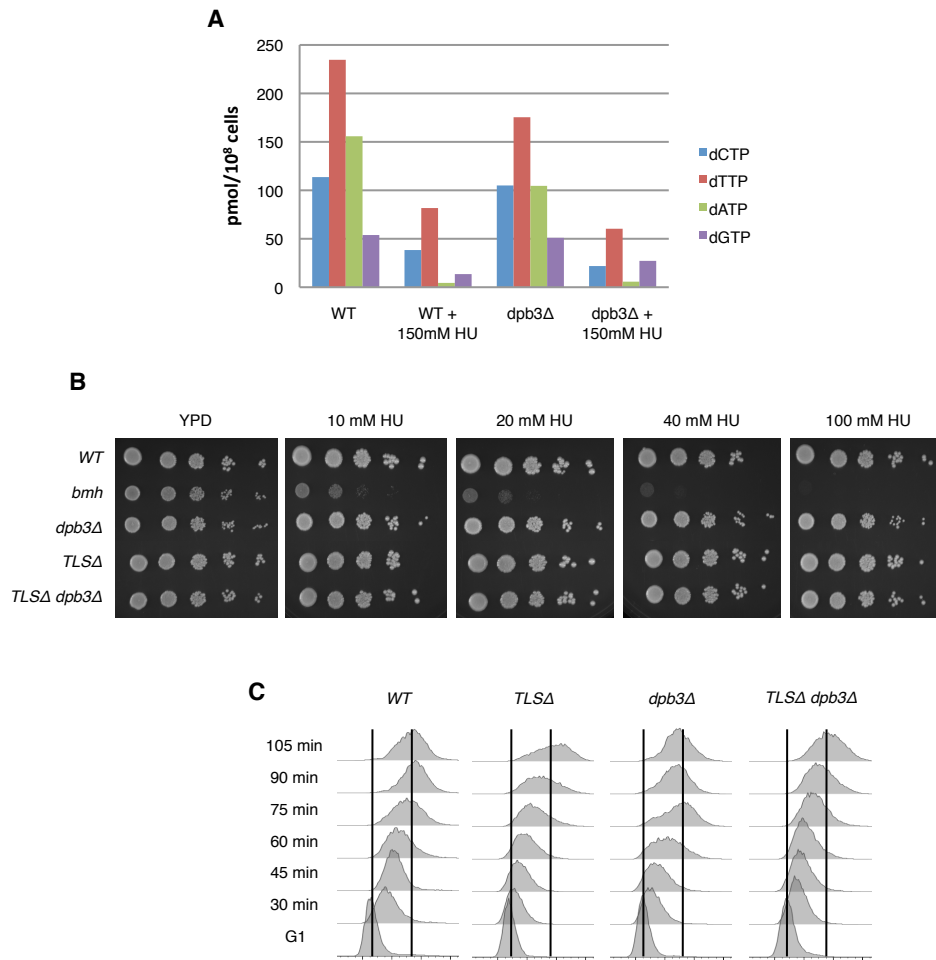 A
250
200
150
100
50
0
pmol/10⁸ cells
WT
WT + 150mM HU
dpb3Δ
dpb3Δ + 150mM HU
dCTP
dTTP
dATP
dGTP
B
YPD
10 mM HU
20 mM HU
40 mM HU
100 mM HU
WT
bmh
dpb3Δ
TLSΔ
TLSΔ dpb3Δ
C
WT
TLSΔ
dpb3Δ
TLSΔ dpb3Δ
105 min
90 min
75 min
60 min
45 min
30 min
G1